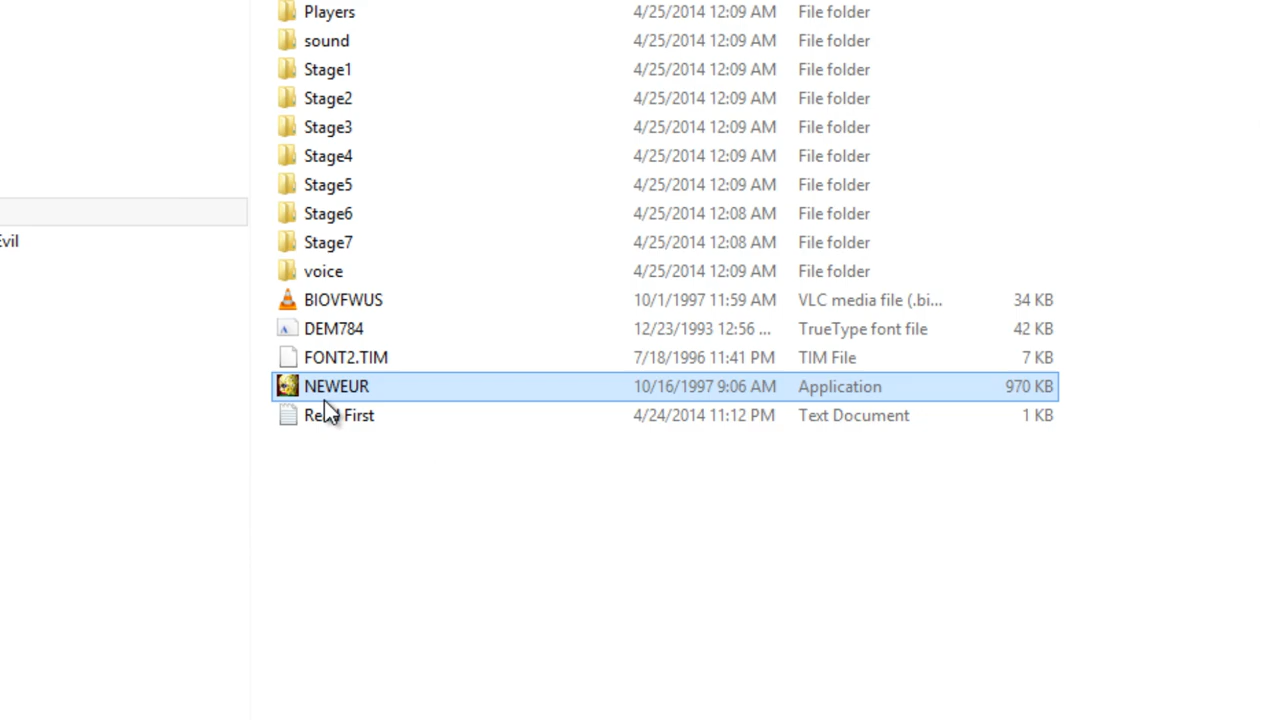 Players 4/25/2014 12:09 AM File folder
sound 4/25/2014 12:09 AM File folder
Stage1 4/25/2014 12:09 AM File folder
Stage2 4/25/2014 12:09 AM File folder
Stage3 4/25/2014 12:09 AM File folder
Stage4 4/25/2014 12:09 AM File folder
Stage5 4/25/2014 12:09 AM File folder
Stage6 4/25/2014 12:08 AM File folder
Evil Stage7 4/25/2014 12:08 AM File folder
voice 4/25/2014 12:09 AM File folder
BIOVFWUS 10/1/1997 11:59 AM VLC media file (.bi... 34 KB
DEM784 12/23/1993 12:56 ... TrueType font file 42 KB
FONT2.TIM 7/18/1996 11:41 PM TIM File 7 KB
NEWEUR 10/16/1997 9:06 AM Application 970 KB
Read First 4/24/2014 11:12 PM Text Document 1 KB